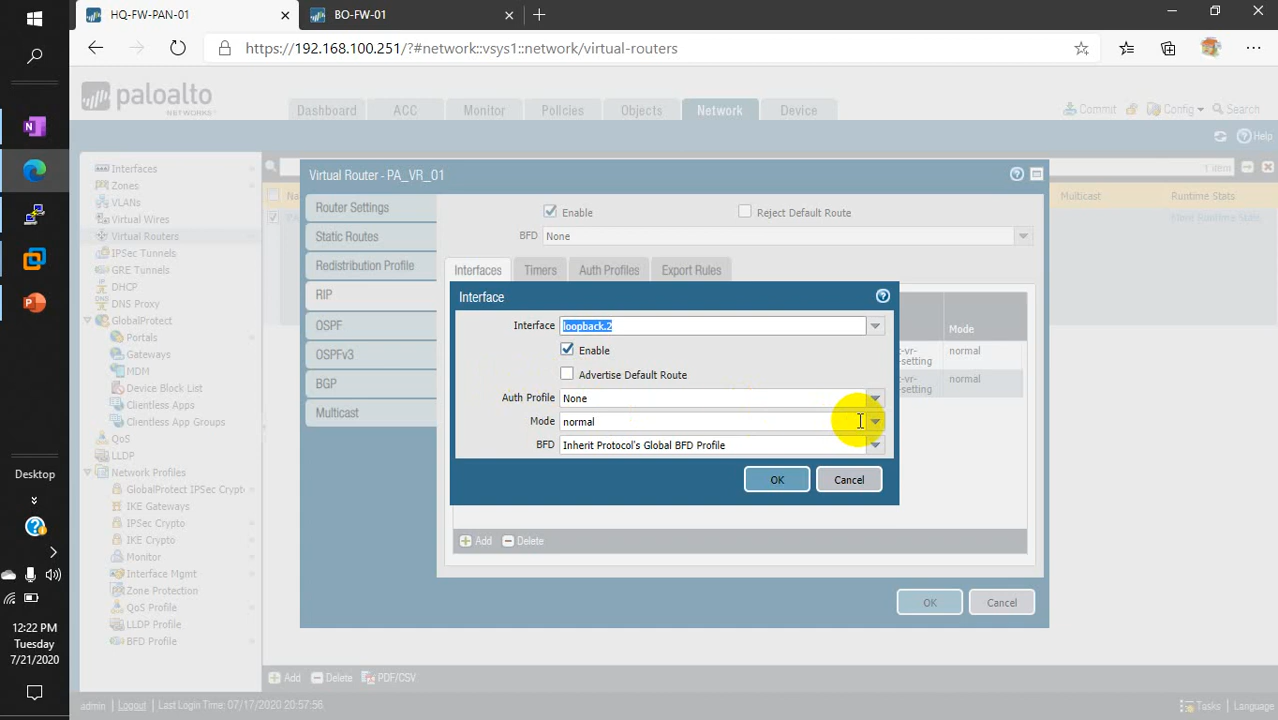 HQ-FW-PAN-01
BO-FW-01
https://192.168.100.251/?#network::vsys1::network/virtual-routers
paloalto
NETWORKS
Dashboard
ACC
Monitor
Policies
Objects
Network
Device
Commit
Config
Search
Help
Interfaces
Zones
VLANs
Virtual Wires
Virtual Routers
IPSec Tunnels
GRE Tunnels
DHCP
DNS Proxy
GlobalProtect
Portals
Gateways
MDM
Device Block List
Clientless Apps
Clientless App Groups
QoS
LLDP
Network Profiles
GlobalProtect IPSec Crypto
IKE Gateways
IPSec Crypto
IKE Crypto
Monitor
Interface Mgmt
Zone Protection
QoS Profile
LLDP Profile
BFD Profile
1 item
Multicast
Runtime Stats
Virtual Router - PA_VR_01
Router Settings
Static Routes
Redistribution Profile
RIP
OSPF
OSPFv3
BGP
Multicast
Enable
Reject Default Route
BFD
None
Interfaces
Timers
Auth Profiles
Export Rules
Mode
-vr-
-setting
normal
-vr-
-setting
normal
Interface
Interface
loopback.2
Enable
Advertise Default Route
Auth Profile
None
Mode
normal
BFD
Inherit Protocol's Global BFD Profile
OK
Cancel
Add
Delete
OK
Cancel
Add
Delete
PDF/CSV
admin
Logout
Last Login Time: 07/17/2020 20:57:56
Tasks
Language
Desktop
12:22 PM
Tuesday
7/21/2020